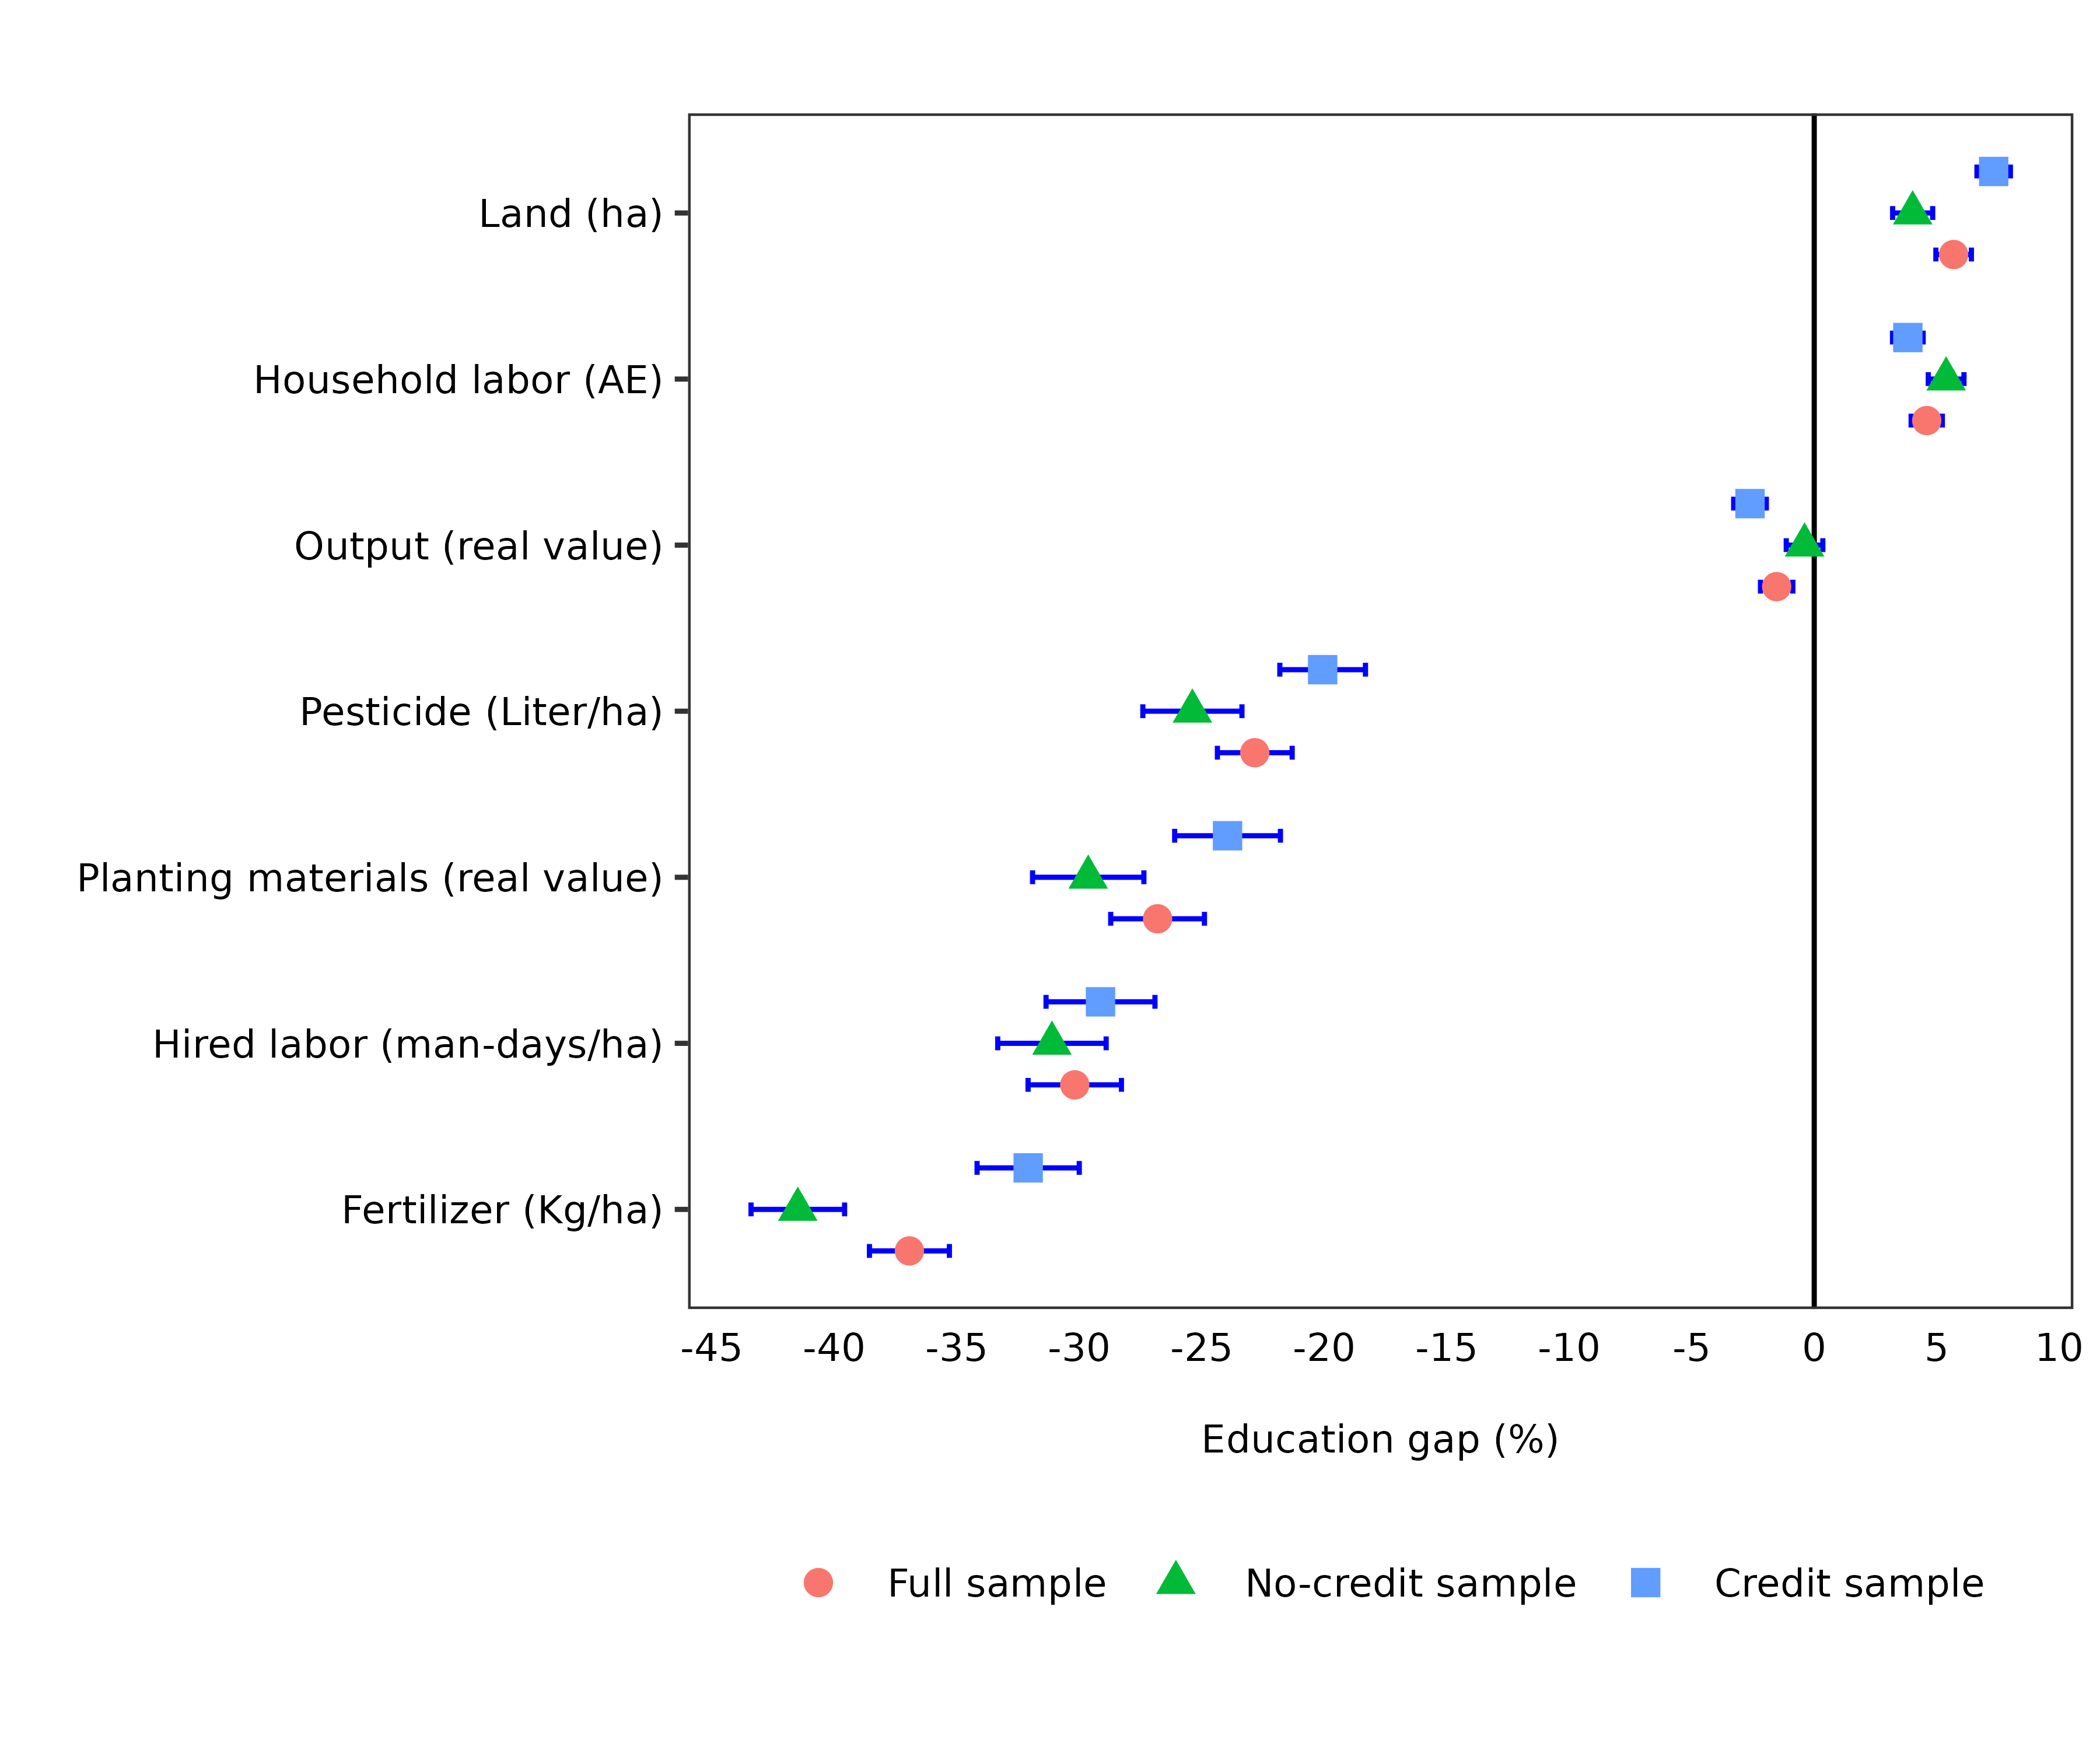 Land (ha)
Household labor (AE)
Output (real value)
Pesticide (Liter/ha)
Planting materials (real value)
Hired labor (man-days/ha)
Fertilizer (Kg/ha)
-45 -40 -35 -30 -25 -20 -15 -10 -5 0 5 10
Education gap (%)
Full sample No-credit sample Credit sample